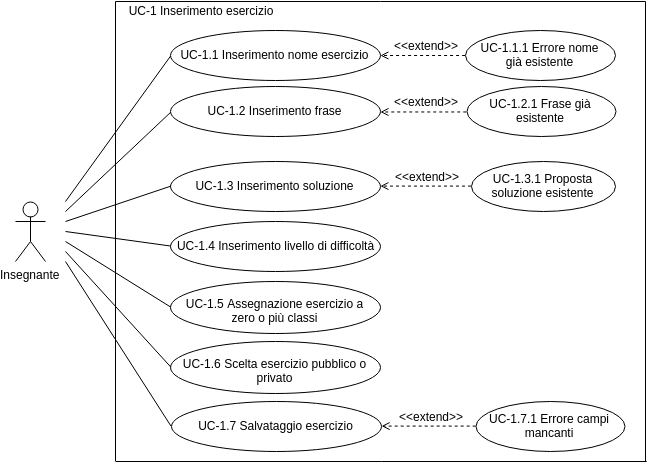 UC-1 Inserimento esercizio
UC-1.1 Inserimento nome esercizio
<<extend>>
UC-1.1.1 Errore nome
già esistente
UC-1.2 Inserimento frase
<<extend>>
UC-1.2.1 Frase già
esistente
UC-1.3 Inserimento soluzione
<<extend>>
UC-1.3.1 Proposta
soluzione esistente
Insegnante
UC-1.4 Inserimento livello di difficoltà
UC-1.5 Assegnazione esercizio a
zero o più classi
UC-1.6 Scelta esercizio pubblico o
privato
UC-1.7 Salvataggio esercizio
<<extend>>
UC-1.7.1 Errore campi
mancanti